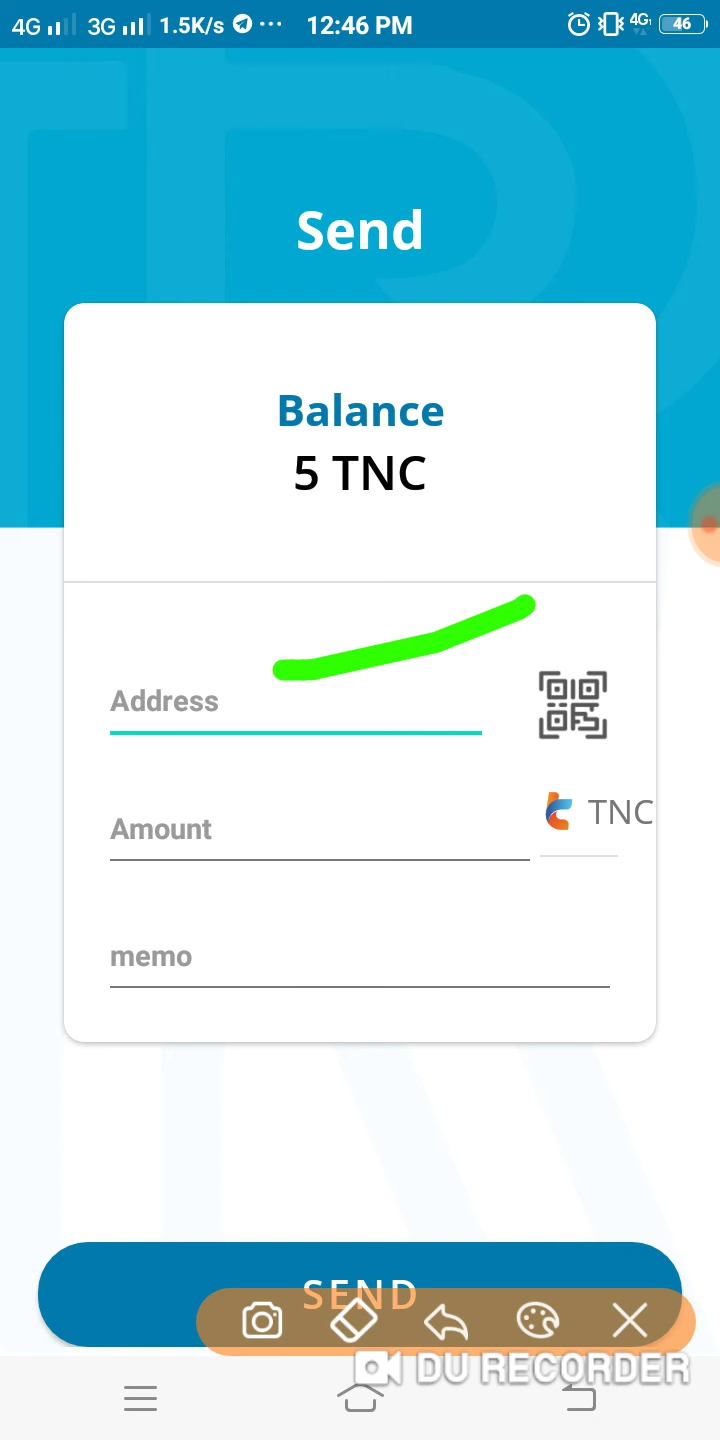 4G 3G 1.5K/s ... 12:46 PM 4G 46
Send
Balance
5 TNC
Address
Amount
TNC
memo
SEND
DU RECORDER